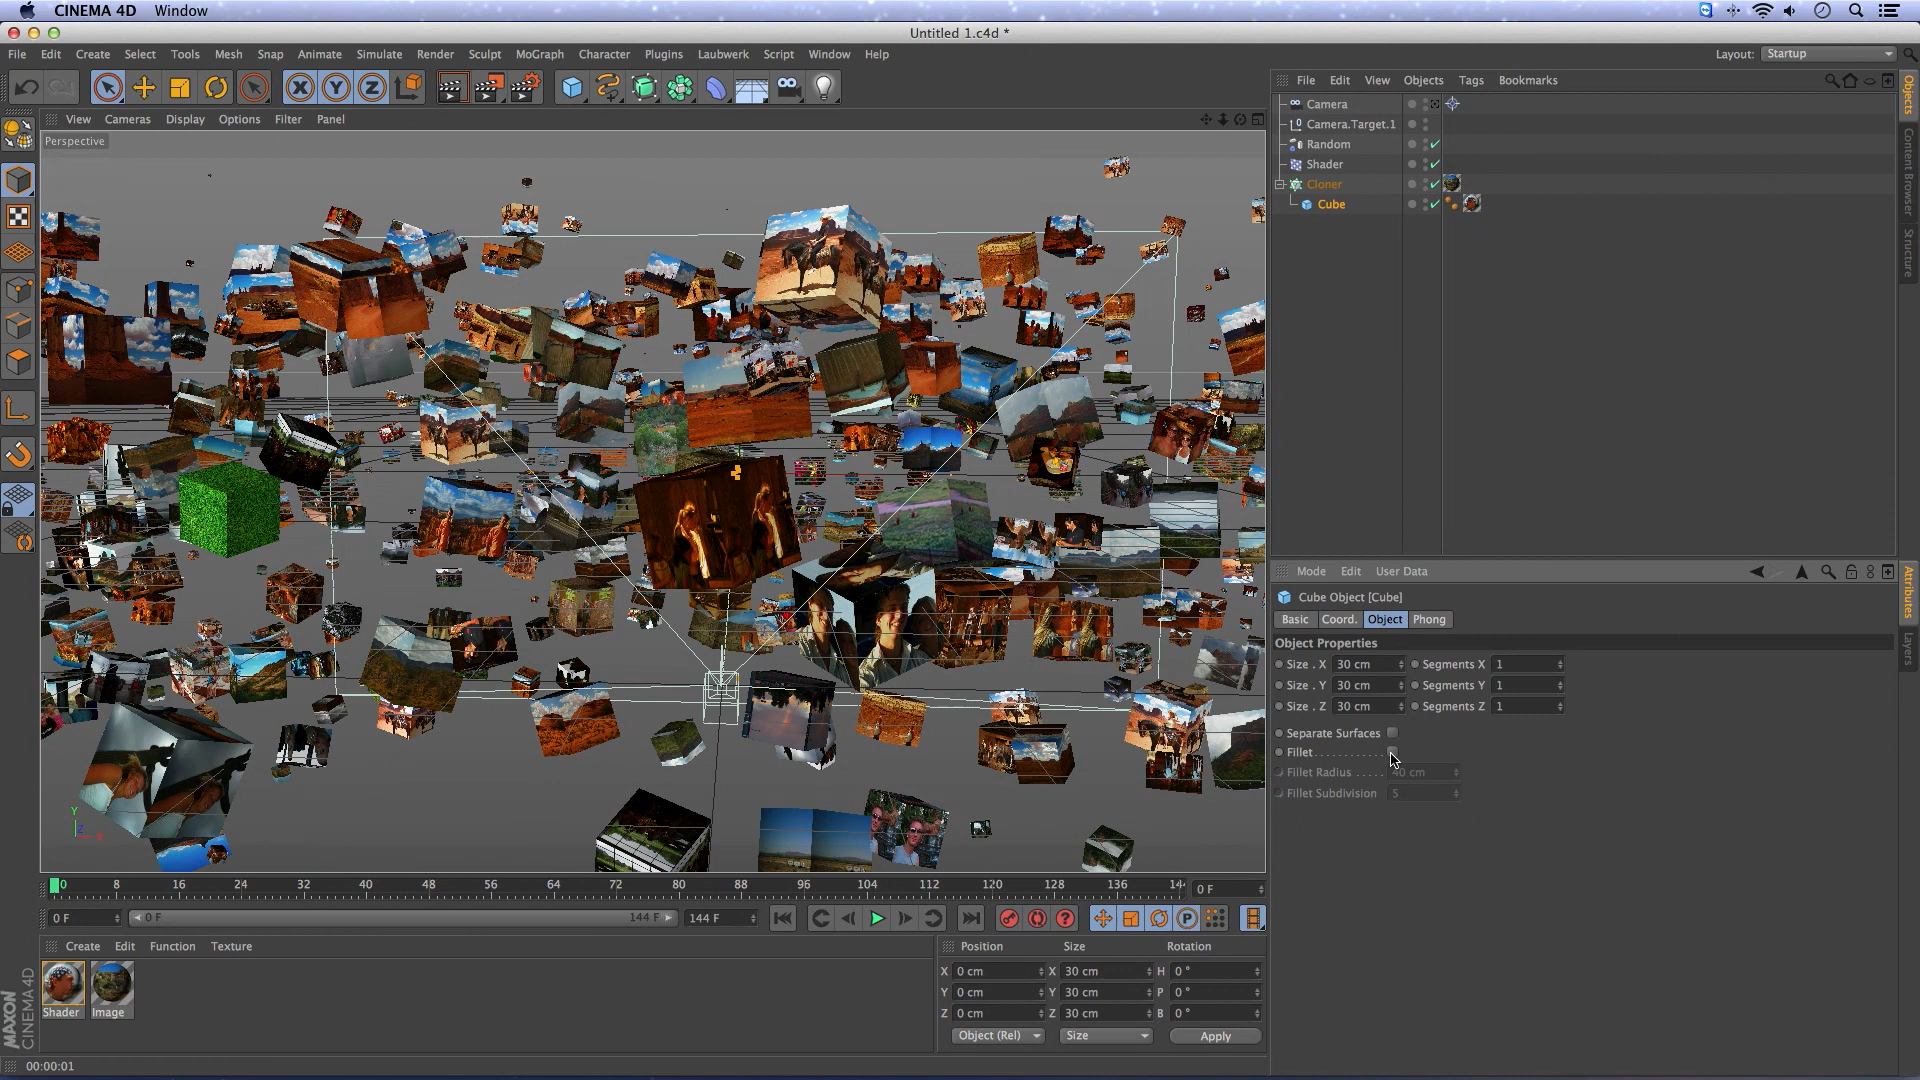 CINEMA 4D Window
Untitled 1.c4d *
File Edit Create Select Tools Mesh Snap Animate Simulate Render Sculpt MoGraph Character Plugins Laubwerk Script Window Help
Layout: Startup
X Y Z
View Cameras Display Options Filter Panel
Perspective
File Edit View Objects Tags Bookmarks
Camera
Camera.Target.1
Random
Shader
Cloner
Cube
Objects
Content Browser
Structure
Mode Edit User Data
Cube Object [Cube]
Basic Coord. Object Phong
Object Properties
Size . X 30 cm Segments X 1
Size . Y 30 cm Segments Y 1
Size . Z 30 cm Segments Z 1
Separate Surfaces
Fillet . . . . . . . . . . . .
Fillet Radius . . . . . 40 cm
Fillet Subdivision 5
Attributes
Layers
Y
Z
X
0 8 16 24 32 40 48 56 64 72 80 88 96 104 112 120 128 136 14 0 F
0 F 0 F 144 F 144 F
P
Create Edit Function Texture
Shader Image
Position Size Rotation
X 0 cm X 30 cm H 0 °
Y 0 cm Y 30 cm P 0 °
Z 0 cm Z 30 cm B 0 °
Object (Rel) Size Apply
MAXON
CINEMA 4D
00:00:01